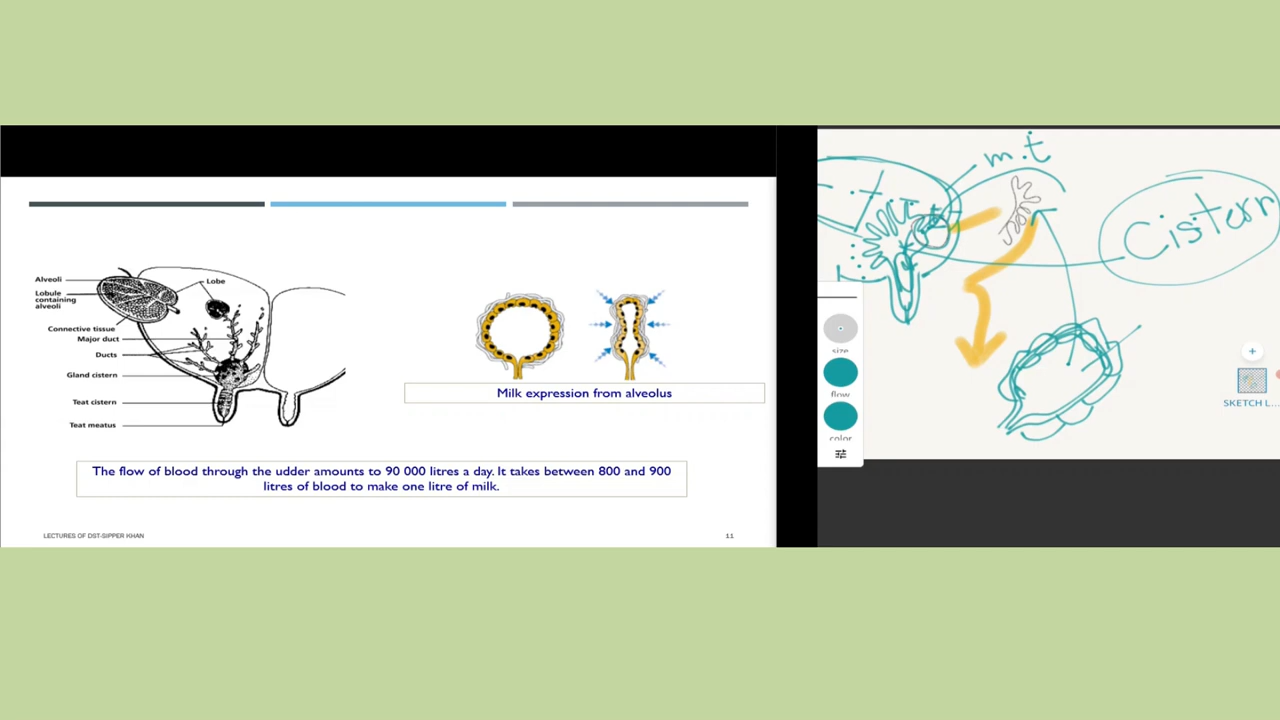 Alveoli
Lobe
Lobule
containing
alveoli
Connective tissue
Major duct
Ducts
Gland cistern
Teat cistern
Teat meatus
Milk expression from alveolus
The flow of blood through the udder amounts to 90 000 litres a day. It takes between 800 and 900
litres of blood to make one litre of milk.
LECTURES OF DST-SIPPER KHAN
11
m.t
Cistern
size
flow
color
SKETCH L...